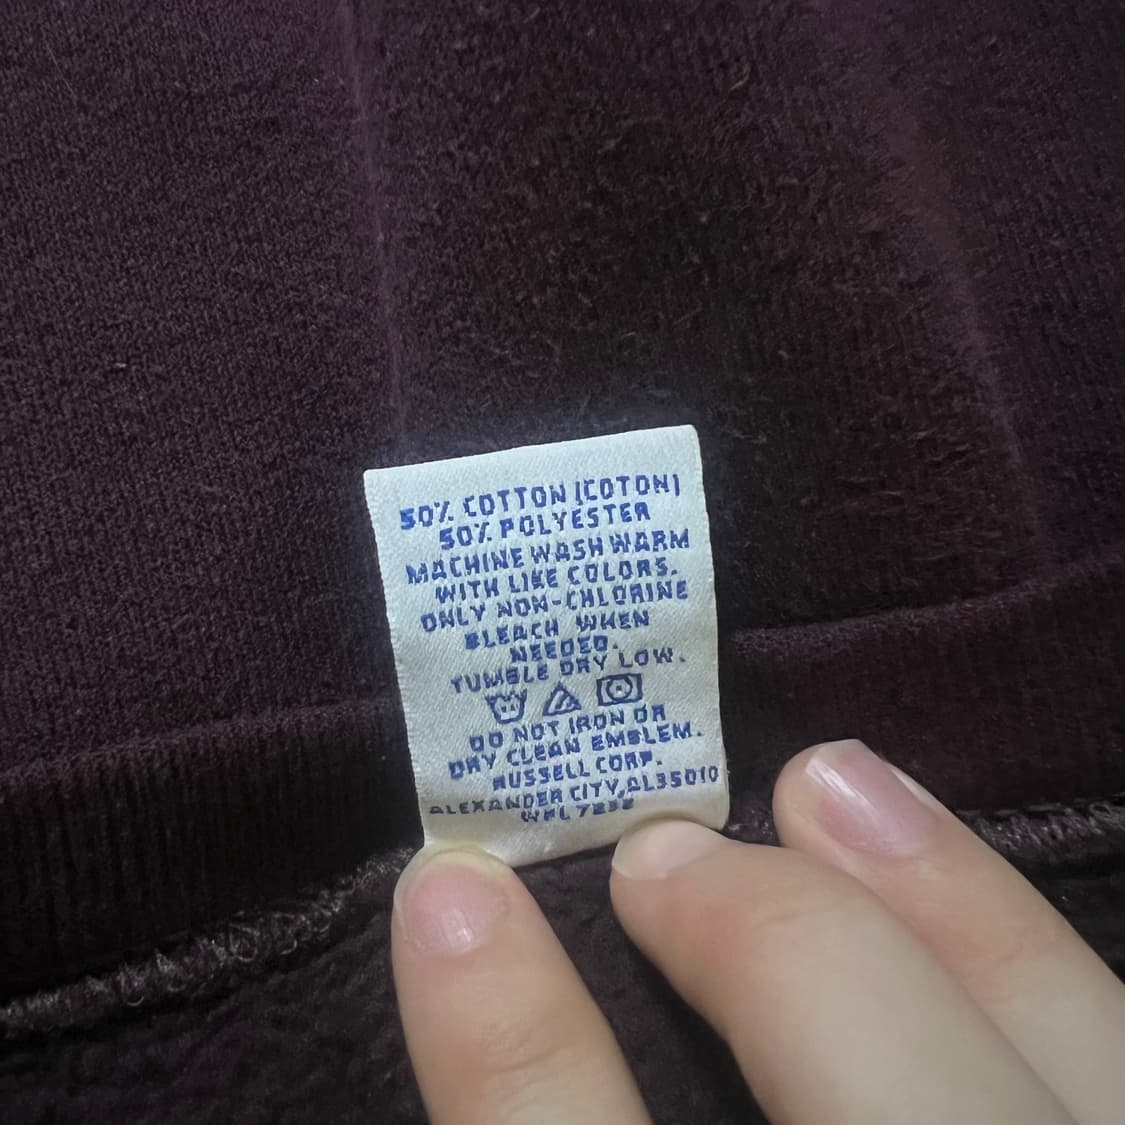 50% COTTON (COTON)
50% POLYESTER
MACHINE WASH WARM
WITH LIKE COLORS.
ONLY NON-CHLORINE
BLEACH WHEN
NEEDED.
TUMBLE DRY LOW.
DO NOT IRON OR
DRY CLEAN EMBLEM.
RUSSELL CORP.
ALEXANDER CITY, AL35010